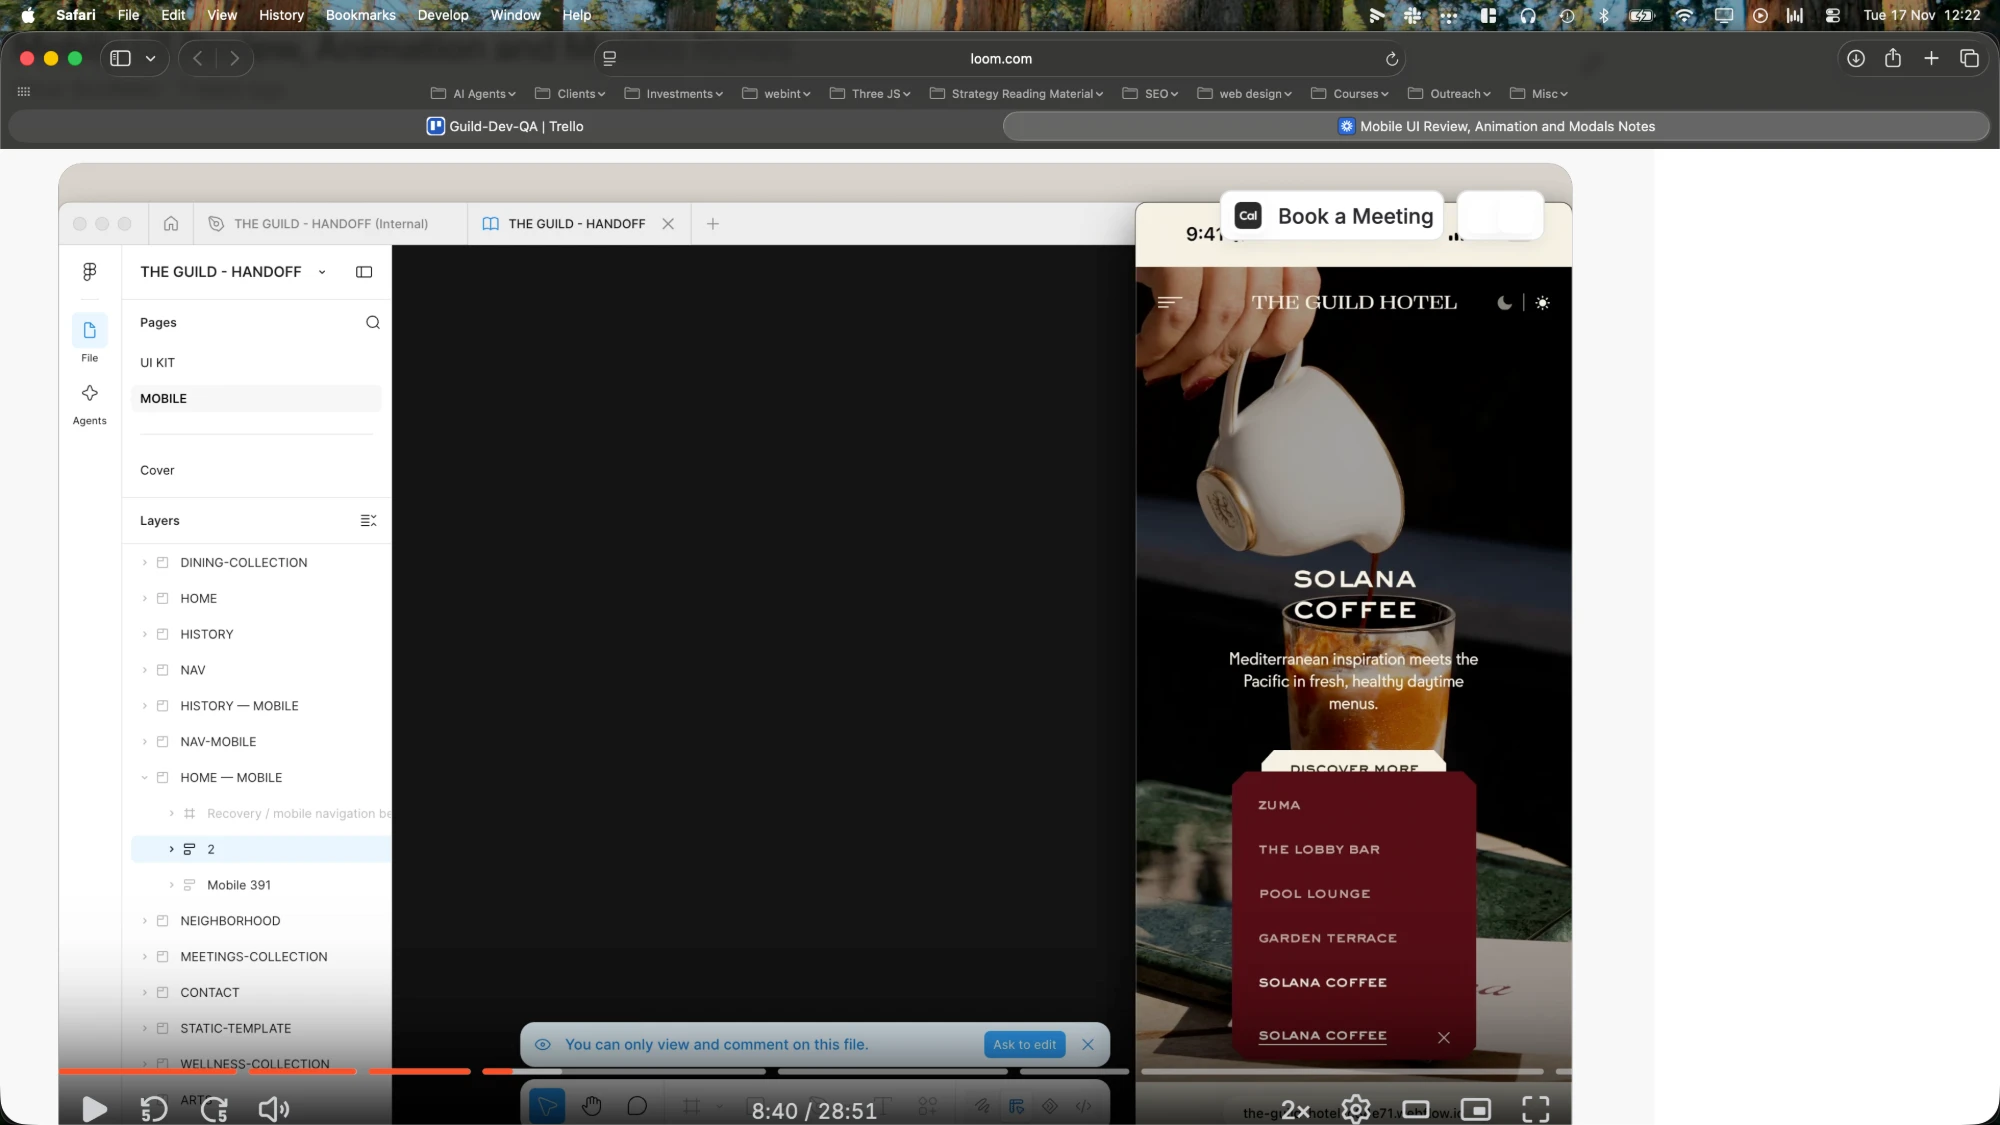 Safari File Edit View History Bookmarks Develop Window Help
Tue 17 Nov 12:22
loom.com
AI Agents Clients Investments webint Three JS Strategy Reading Material SEO web design Courses Outreach Misc
Guild-Dev-QA | Trello
Mobile UI Review, Animation and Modals Notes
THE GUILD - HANDOFF (Internal)
THE GUILD - HANDOFF
THE GUILD - HANDOFF
File
Agents
Pages
UI KIT
MOBILE
Cover
Layers
DINING-COLLECTION
HOME
HISTORY
NAV
HISTORY — MOBILE
NAV-MOBILE
HOME — MOBILE
Recovery / mobile navigation be
2
Mobile 391
NEIGHBORHOOD
MEETINGS-COLLECTION
CONTACT
STATIC-TEMPLATE
WELLNESS-COLLECTION
ARTS
You can only view and comment on this file.
Ask to edit
9:41
Cal Book a Meeting
THE GUILD HOTEL
SOLANA
COFFEE
Mediterranean inspiration meets the
Pacific in fresh, healthy daytime
menus.
DISCOVER MORE
ZUMA
THE LOBBY BAR
POOL LOUNGE
GARDEN TERRACE
SOLANA COFFEE
SOLANA COFFEE
5
5
8:40 / 28:51
2x